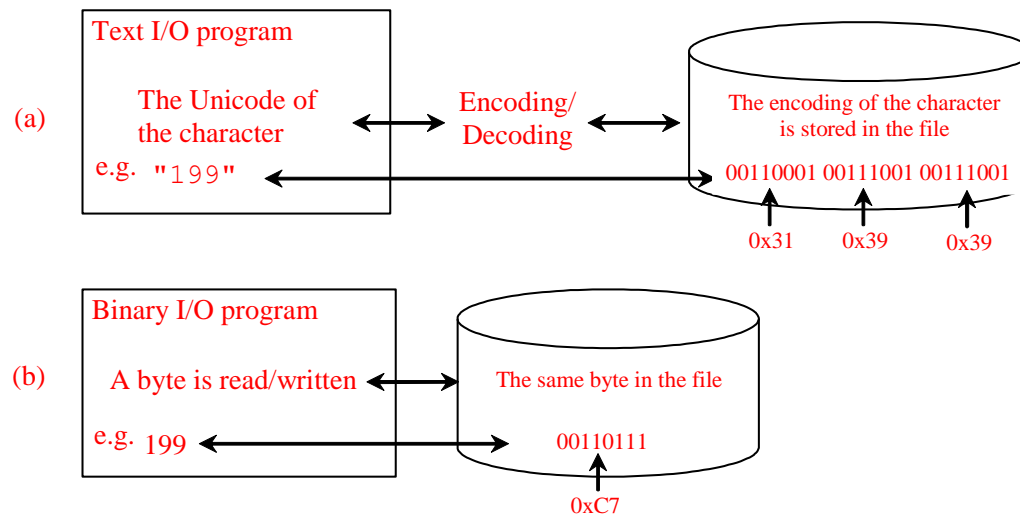 Text I/O program
The Unicode of
the character
e.g. "199"
(a)
Encoding/
Decoding
The encoding of the character
is stored in the file
00110001 00111001 00111001
0x31 0x39 0x39
Binary I/O program
(b)
A byte is read/written
e.g. 199
The same byte in the file
00110111
0xC7